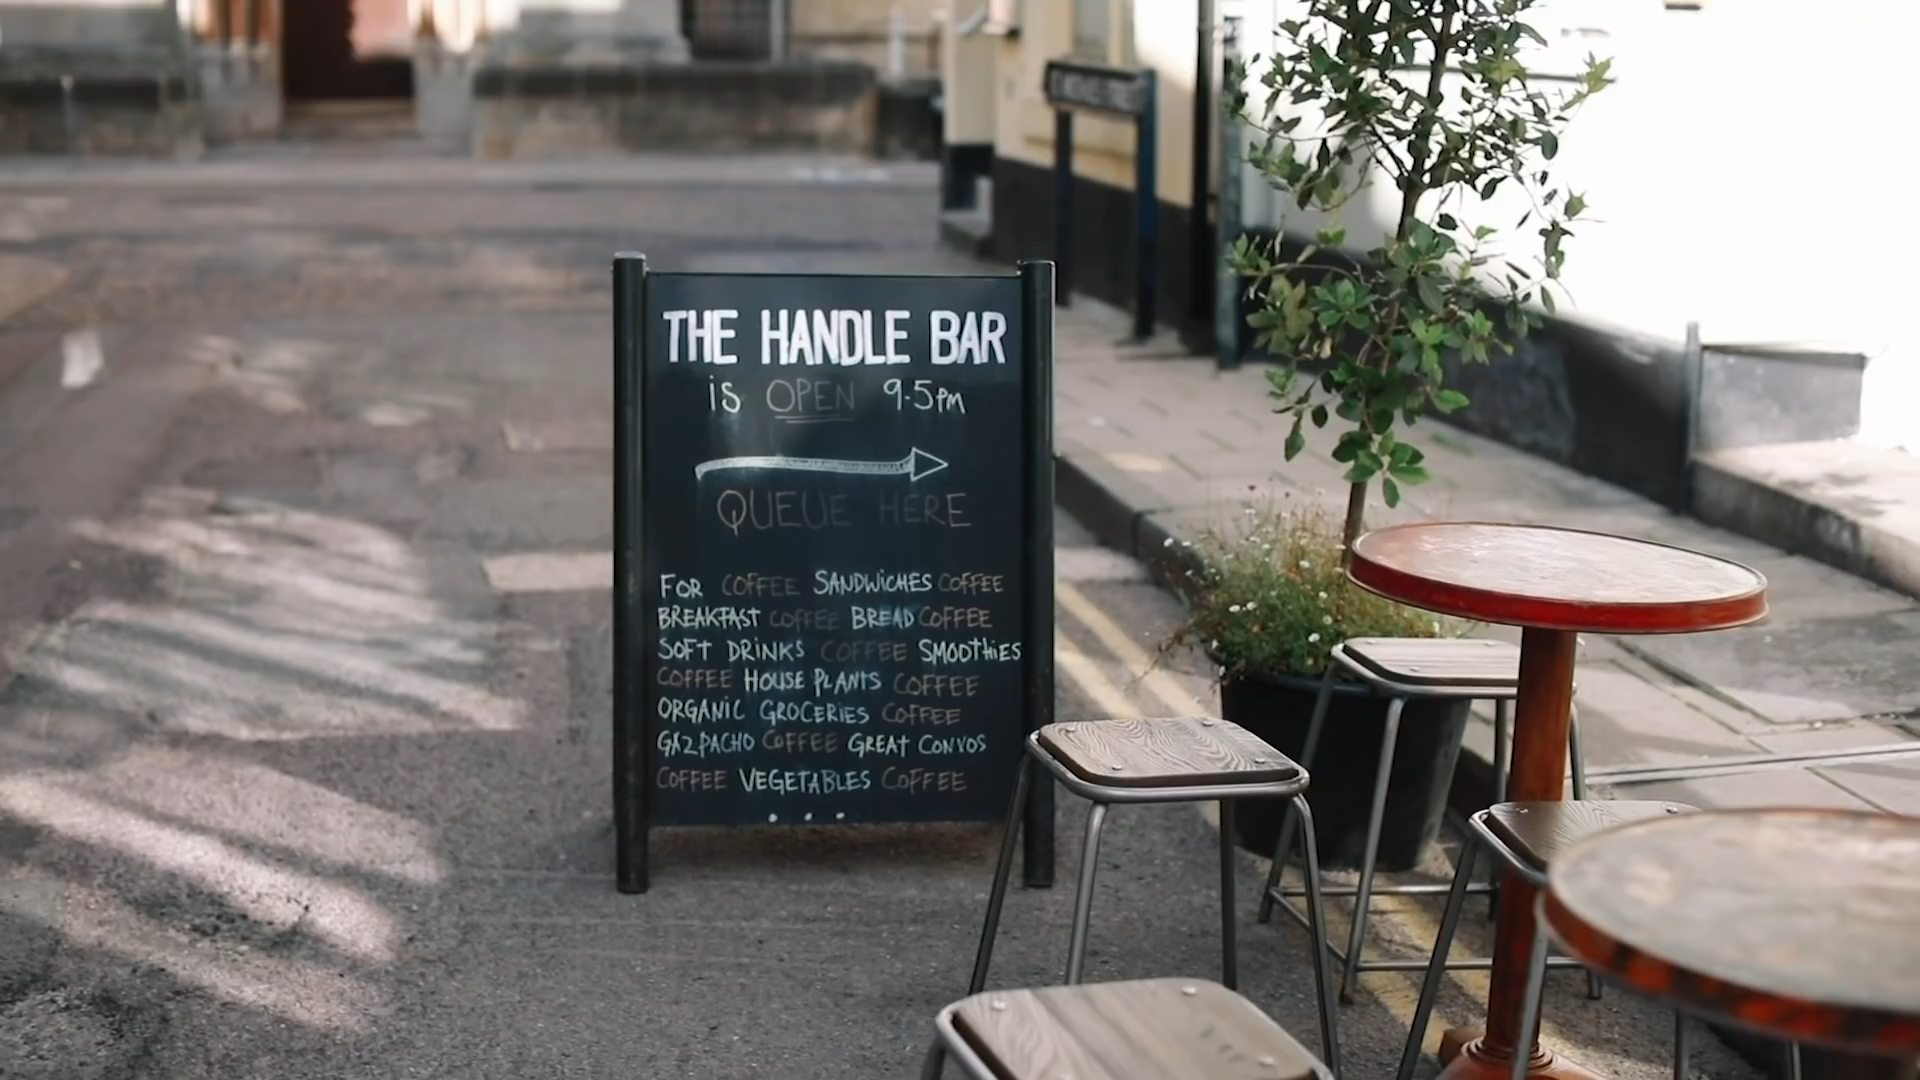 THE HANDLE BAR
is OPEN 9-5PM
QUEUE HERE
FOR COFFEE SANDWICHES COFFEE
BREAKFAST COFFEE BREAD COFFEE
SOFT DRINKS COFFEE SMOOTHIES
COFFEE HOUSE PLANTS COFFEE
ORGANIC GROCERIES COFFEE
GAZPACHO COFFEE GREAT CONVOS
COFFEE VEGETABLES COFFEE
...